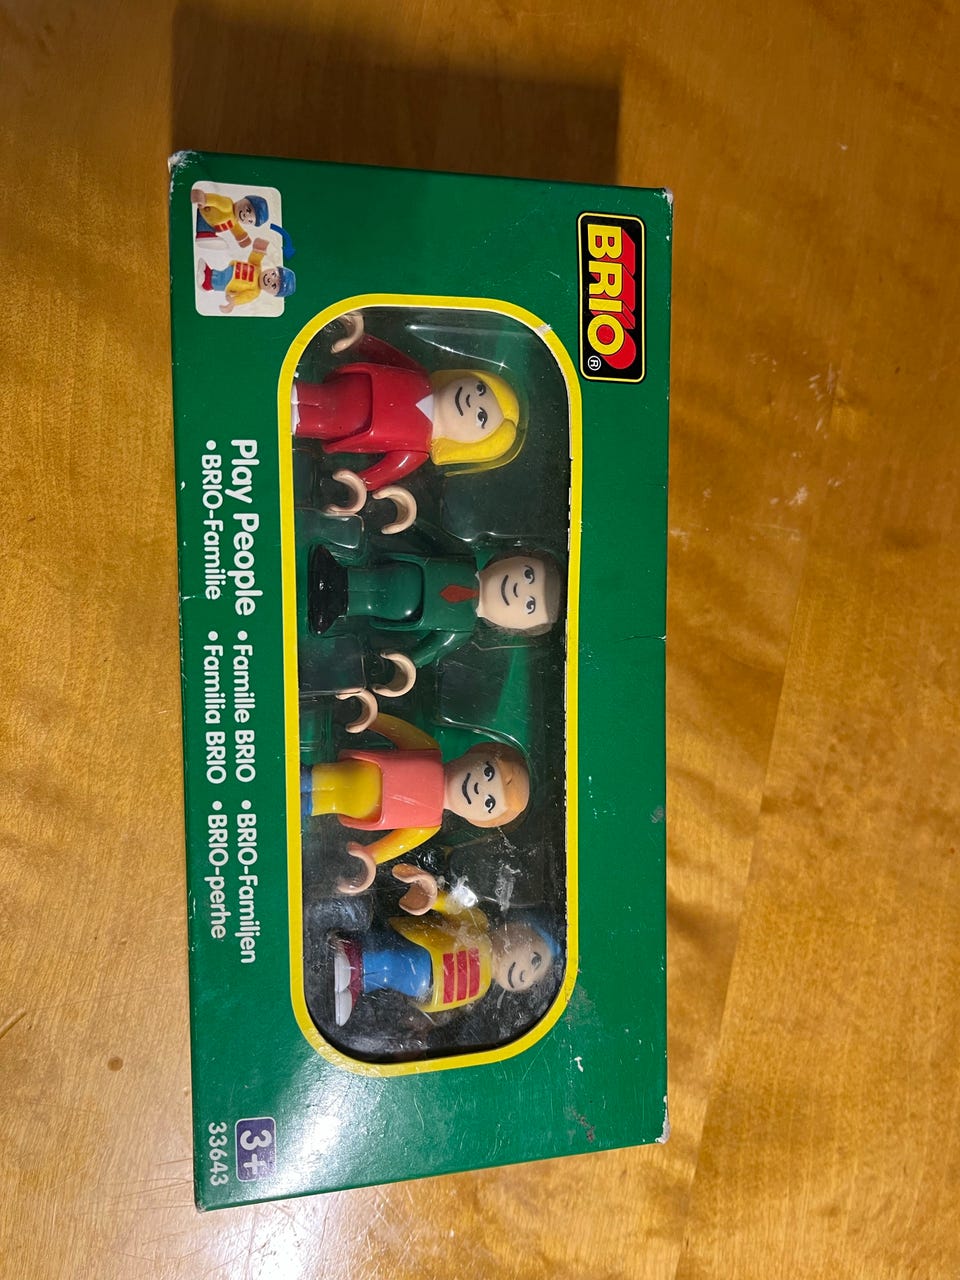 BRIO®
Play People • Famille BRIO • BRIO-Familjen
• BRIO-Familie • Familia BRIO • BRIO-perhe
3+
33643